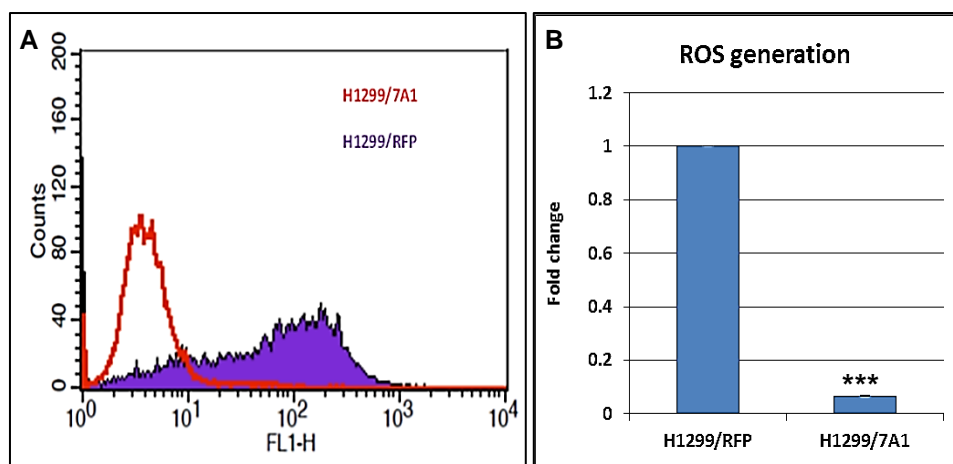 A
200
160
120
80
40
0
Counts
H1299/7A1
H1299/RFP
10^0 10^1 10^2 10^3 10^4
FL1-H
B
ROS generation
1.2
1
0.8
0.6
0.4
0.2
0
Fold change
***
H1299/RFP H1299/7A1